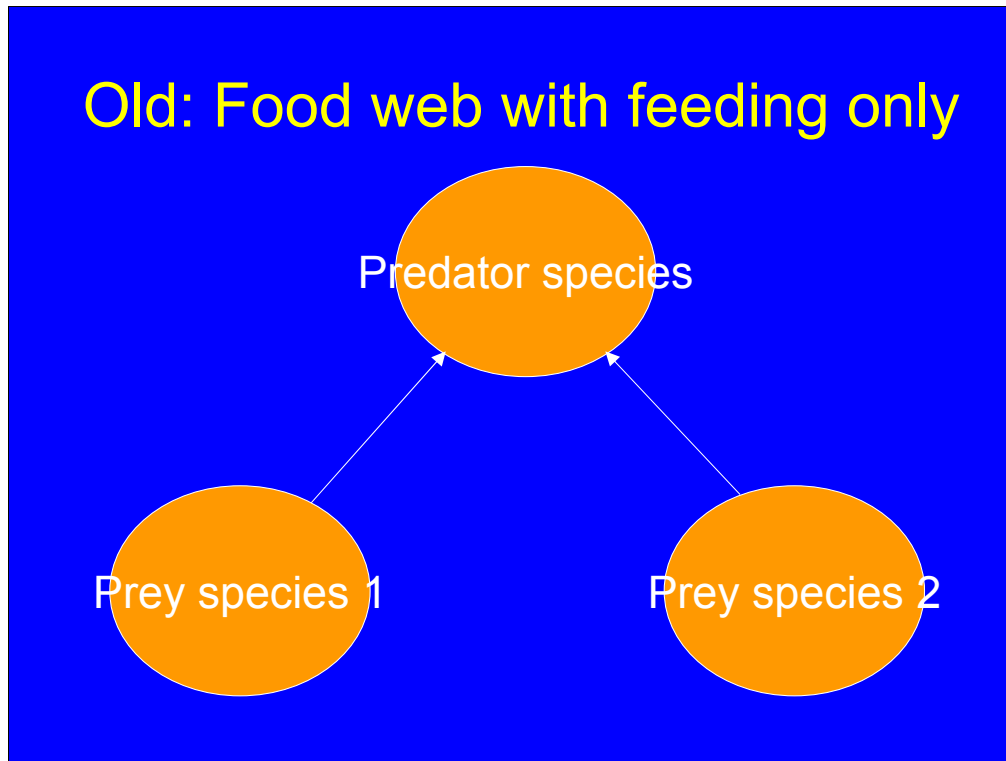 Old: Food web with feeding only
Predator species
Prey species 1
Prey species 2